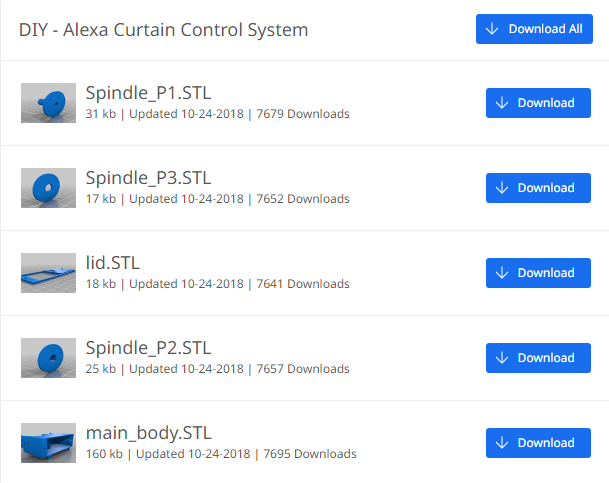 DIY - Alexa Curtain Control System
Download All
Spindle_P1.STL
31 kb | Updated 10-24-2018 | 7679 Downloads
Download
Spindle_P3.STL
17 kb | Updated 10-24-2018 | 7652 Downloads
Download
lid.STL
18 kb | Updated 10-24-2018 | 7641 Downloads
Download
Spindle_P2.STL
25 kb | Updated 10-24-2018 | 7657 Downloads
Download
main_body.STL
160 kb | Updated 10-24-2018 | 7695 Downloads
Download